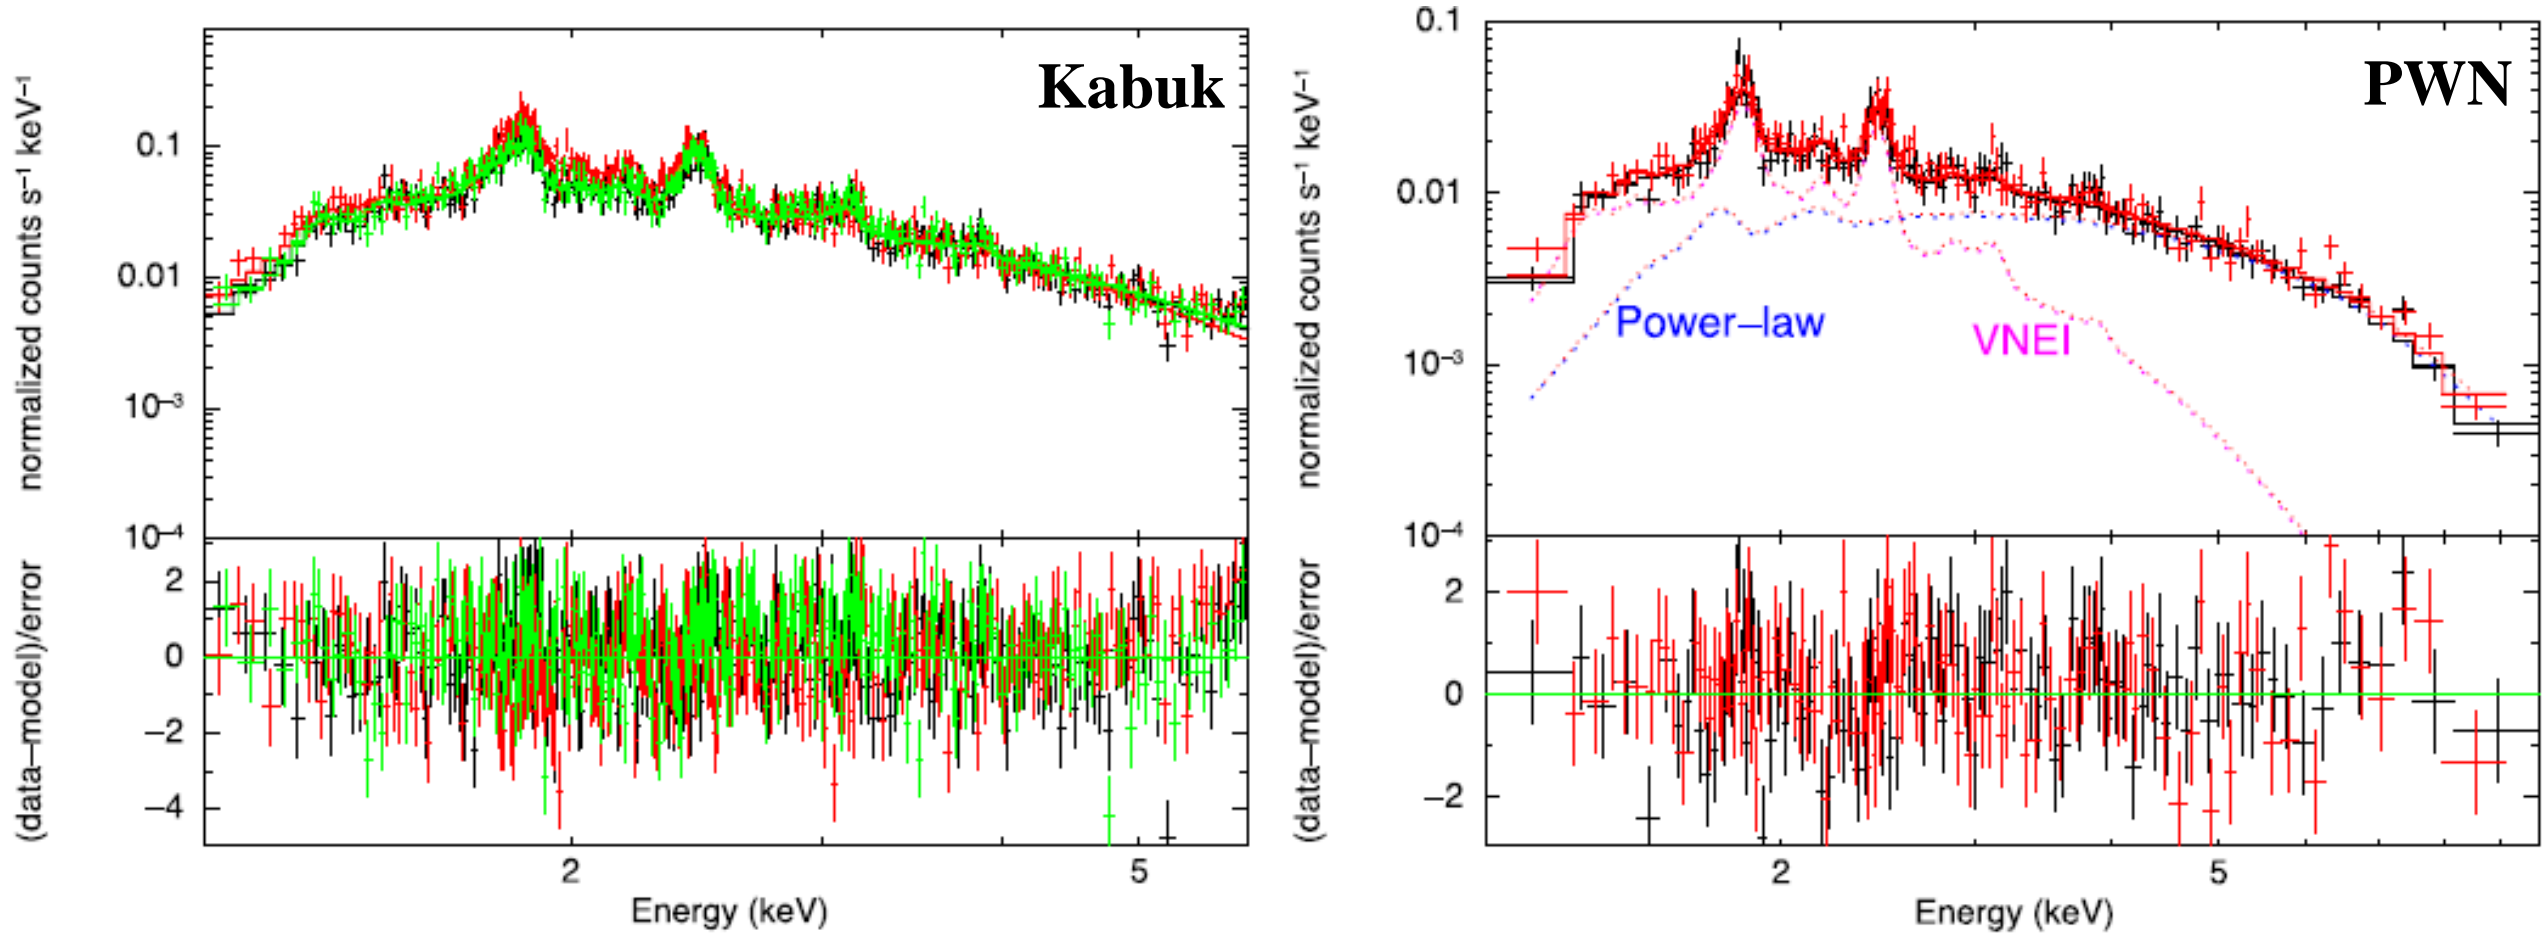 Kabuk
normalized counts s⁻¹ keV⁻¹
0.1
0.01
10⁻³
10⁻⁴
(data−model)/error
2
0
−2
−4
2
5
Energy (keV)
PWN
normalized counts s⁻¹ keV⁻¹
0.1
0.01
10⁻³
10⁻⁴
Power−law
VNEI
(data−model)/error
2
0
−2
2
5
Energy (keV)